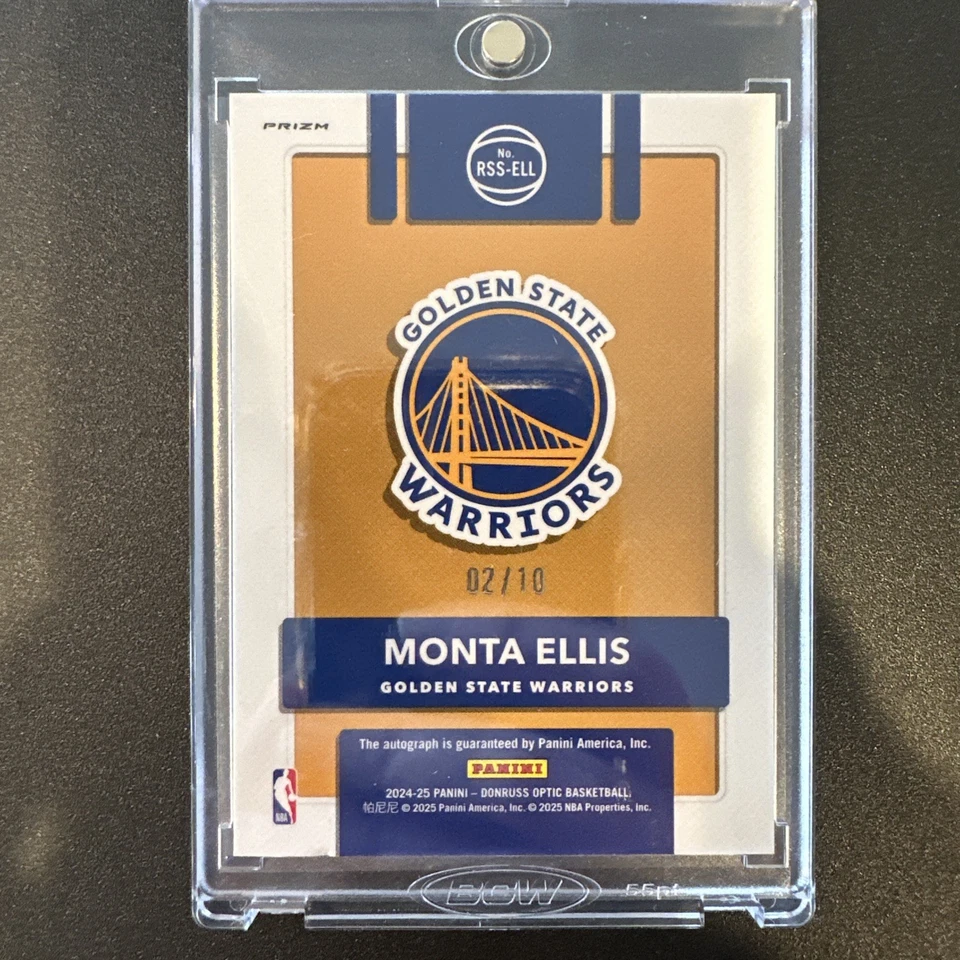 PRIZM
No.
RSS-ELL
GOLDEN STATE
WARRIORS
02/10
MONTA ELLIS
GOLDEN STATE WARRIORS
The autograph is guaranteed by Panini America, Inc.
PANINI
2024-25 PANINI – DONRUSS OPTIC BASKETBALL
帕尼尼 © 2025 Panini America, Inc. © 2025 NBA Properties, Inc.
NBA
BCW
55pt